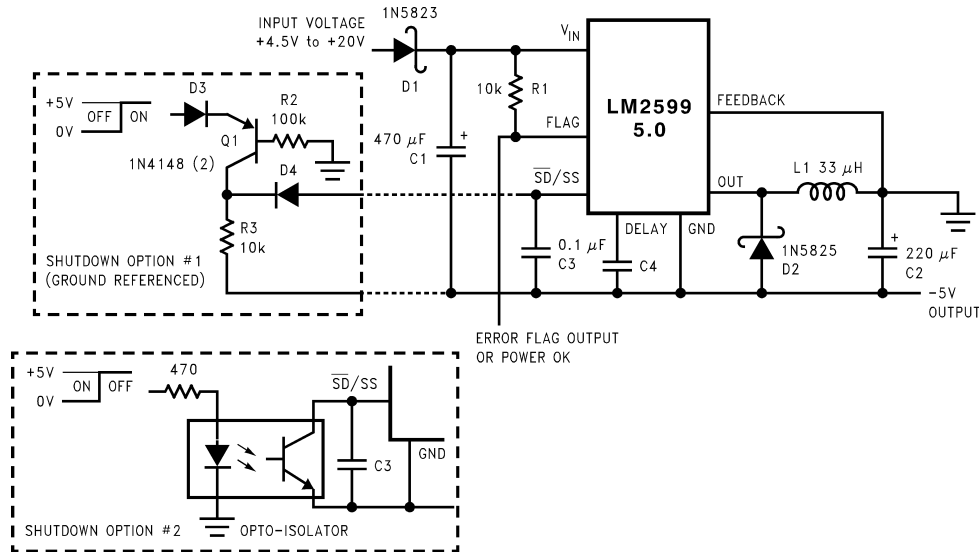 1N5823
INPUT VOLTAGE
+4.5V to +20V
D1
V_IN
10k
R1
LM2599
5.0
FEEDBACK
FLAG
470 μF
+
C1
S̅D̅/SS
OUT
L1 33 μH
DELAY
GND
0.1 μF
C3
C4
1N5825
D2
+
220 μF
C2
-5V
OUTPUT
ERROR FLAG OUTPUT
OR POWER OK
+5V
OFF
ON
0V
D3
R2
100k
Q1
1N4148 (2)
D4
R3
10k
SHUTDOWN OPTION #1
(GROUND REFERENCED)
+5V
ON
OFF
0V
470
S̅D̅/SS
GND
C3
SHUTDOWN OPTION #2
OPTO-ISOLATOR